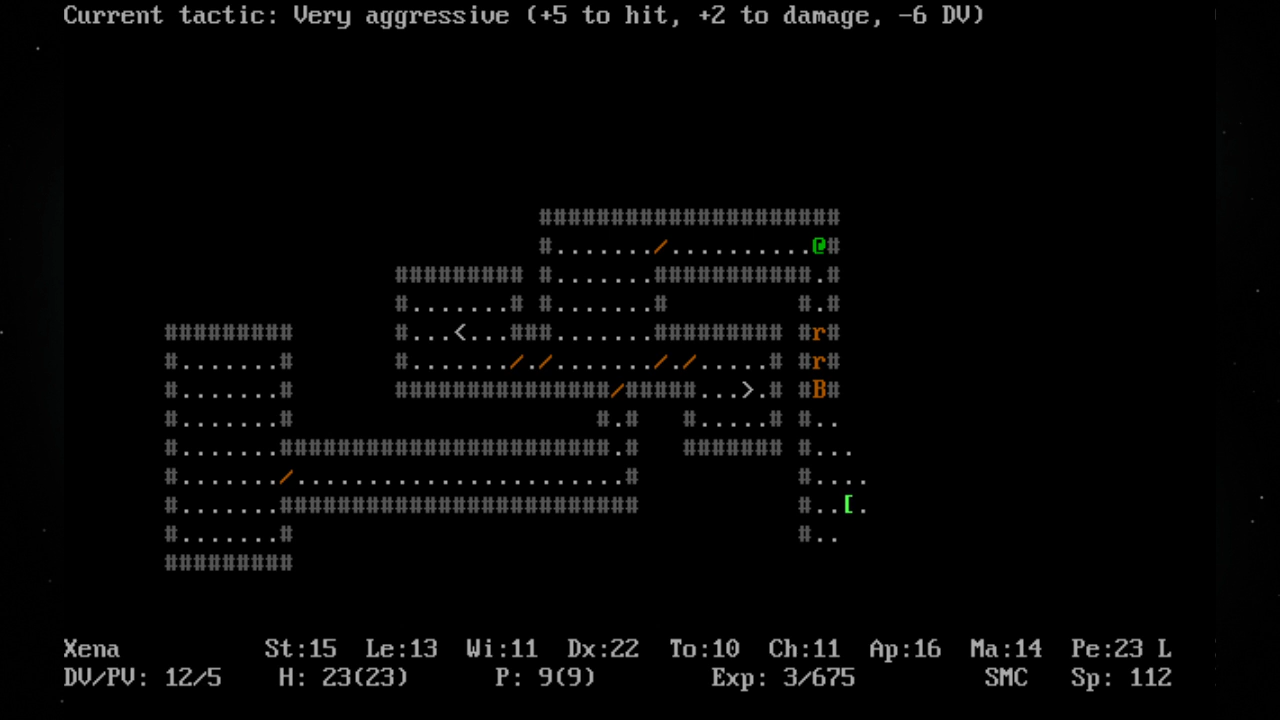 Current tactic: Very aggressive (+5 to hit, +2 to damage, -6 DV)
####################
#......./..........@#
######### #.......###########.#
#.......# #.......# #.#
######### #...<...###.......######### #r#
#.......# #......././......././.....# #r#
#.......# ###############/#####...>.# #B#
#.......# #.# #.....# #..
#.......#######################.# ####### #...
#......./.......................# #....
#.......######################### #..[.
#.......# #..
#########
Xena St:15 Le:13 Wi:11 Dx:22 To:10 Ch:11 Ap:16 Ma:14 Pe:23 L
DV/PV: 12/5 H: 23(23) P: 9(9) Exp: 3/675 SMC Sp: 112